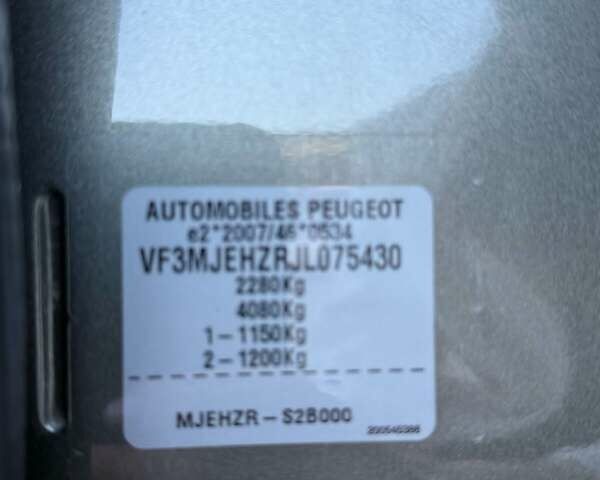 AUTOMOBILES PEUGEOT
e2*2007/46*0534
VF3MJEHZRJL075430
2280Kg
4080Kg
1-1150Kg
2-1200Kg
MJEHZR-S2B000